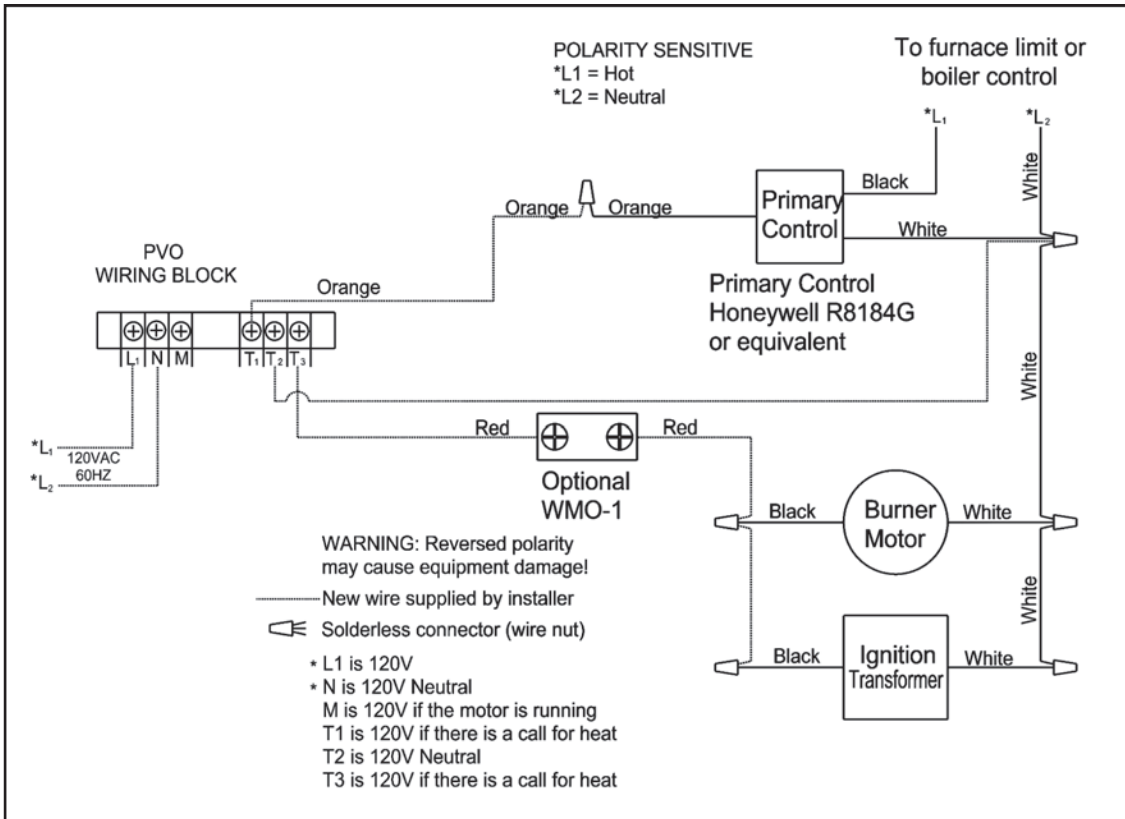 POLARITY SENSITIVE
*L1 = Hot
*L2 = Neutral
To furnace limit or
boiler control
*L₁
*L₂
White
Black
Primary
Control
White
Orange
Orange
Primary Control
Honeywell R8184G
or equivalent
PVO
WIRING BLOCK
Orange
L₁ N M T₁ T₂ T₃
White
*L₁
120VAC
60HZ
*L₂
Red
Red
Optional
WMO-1
Black
Burner
Motor
White
WARNING: Reversed polarity
may cause equipment damage!
New wire supplied by installer
Solderless connector (wire nut)
White
Black
Ignition
Transformer
White
* L1 is 120V
* N is 120V Neutral
M is 120V if the motor is running
T1 is 120V if there is a call for heat
T2 is 120V Neutral
T3 is 120V if there is a call for heat